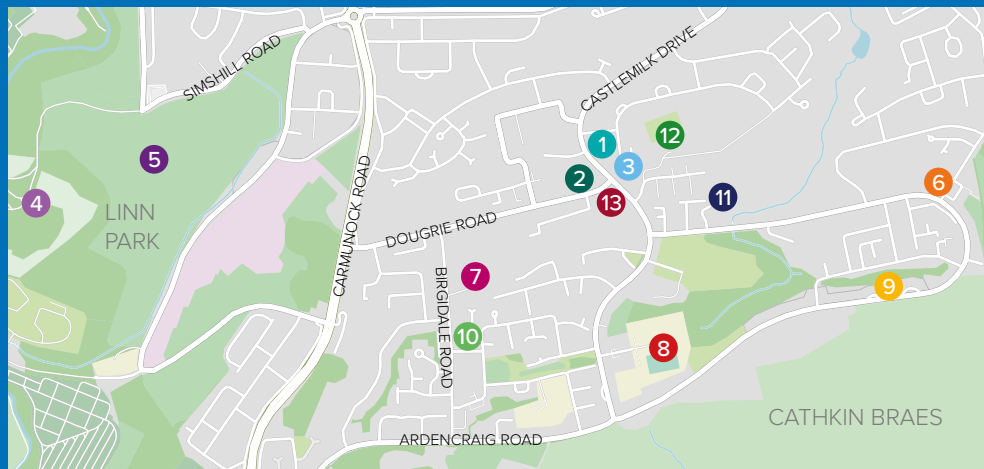 SIMSHILL ROAD
CASTLEMILK DRIVE
1
12
5
3
2
6
4
11
13
LINN
PARK
DOUGRIE ROAD
CARMUNOCK ROAD
7
BIRGIDALE ROAD
9
10
8
CATHKIN BRAES
ARDENCRAIG ROAD